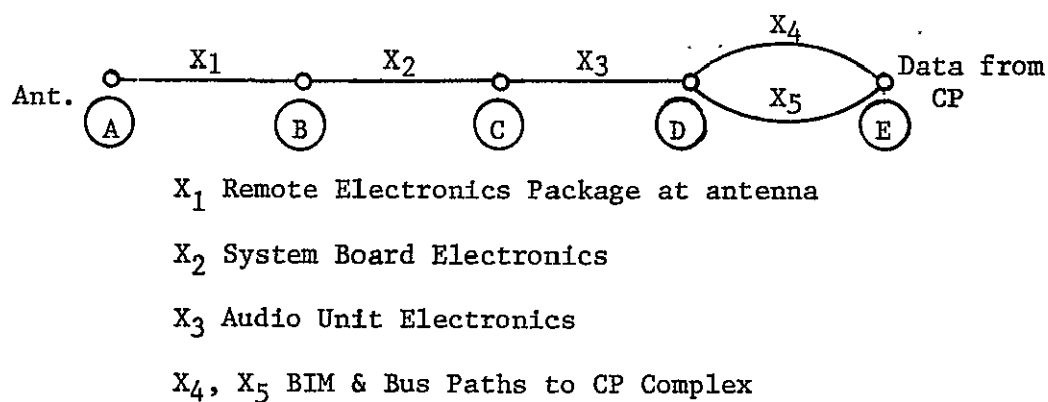 X4
X1 X2 X3
Ant. X5 Data from
CP
A B C D E
X1 Remote Electronics Package at antenna
X2 System Board Electronics
X3 Audio Unit Electronics
X4, X5 BIM & Bus Paths to CP Complex